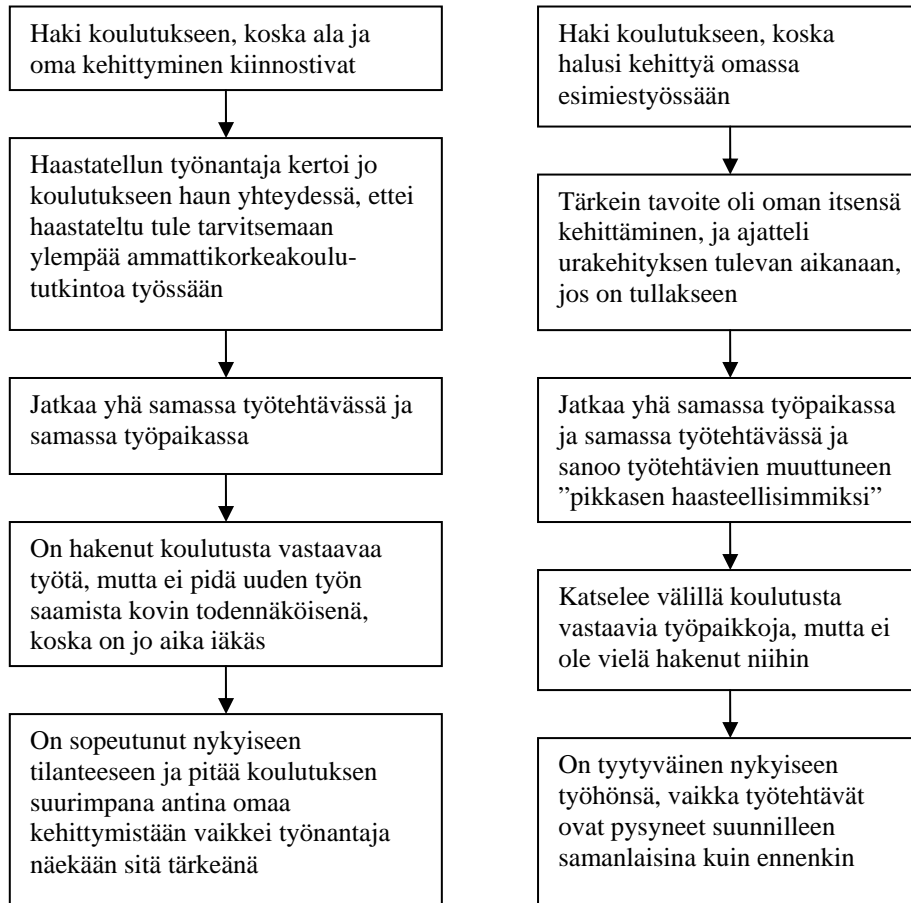 Haki koulutukseen, koska ala ja
oma kehittyminen kiinnostivat
Haastatellun työnantaja kertoi jo
koulutukseen haun yhteydessä, ettei
haastateltu tule tarvitsemaan
ylempää ammattikorkeakoulu-
tutkintoa työssään
Jatkaa yhä samassa työtehtävässä ja
samassa työpaikassa
On hakenut koulutusta vastaavaa
työtä, mutta ei pidä uuden työn
saamista kovin todennäköisenä,
koska on jo aika iäkäs
On sopeutunut nykyiseen
tilanteeseen ja pitää koulutuksen
suurimpana antina omaa
kehittymistään vaikkei työnantaja
näekään sitä tärkeänä
Haki koulutukseen, koska
halusi kehittyä omassa
esimiestyössään
Tärkein tavoite oli oman itsensä
kehittäminen, ja ajatteli
urakehityksen tulevan aikanaan,
jos on tullakseen
Jatkaa yhä samassa työpaikassa
ja samassa työtehtävässä ja
sanoo työtehtävien muuttuneen
”pikkasen haasteellisimmiksi”
Katselee välillä koulutusta
vastaavia työpaikkoja, mutta ei
ole vielä hakenut niihin
On tyytyväinen nykyiseen
työhönsä, vaikka työtehtävät
ovat pysyneet suunnilleen
samanlaisina kuin ennenkin